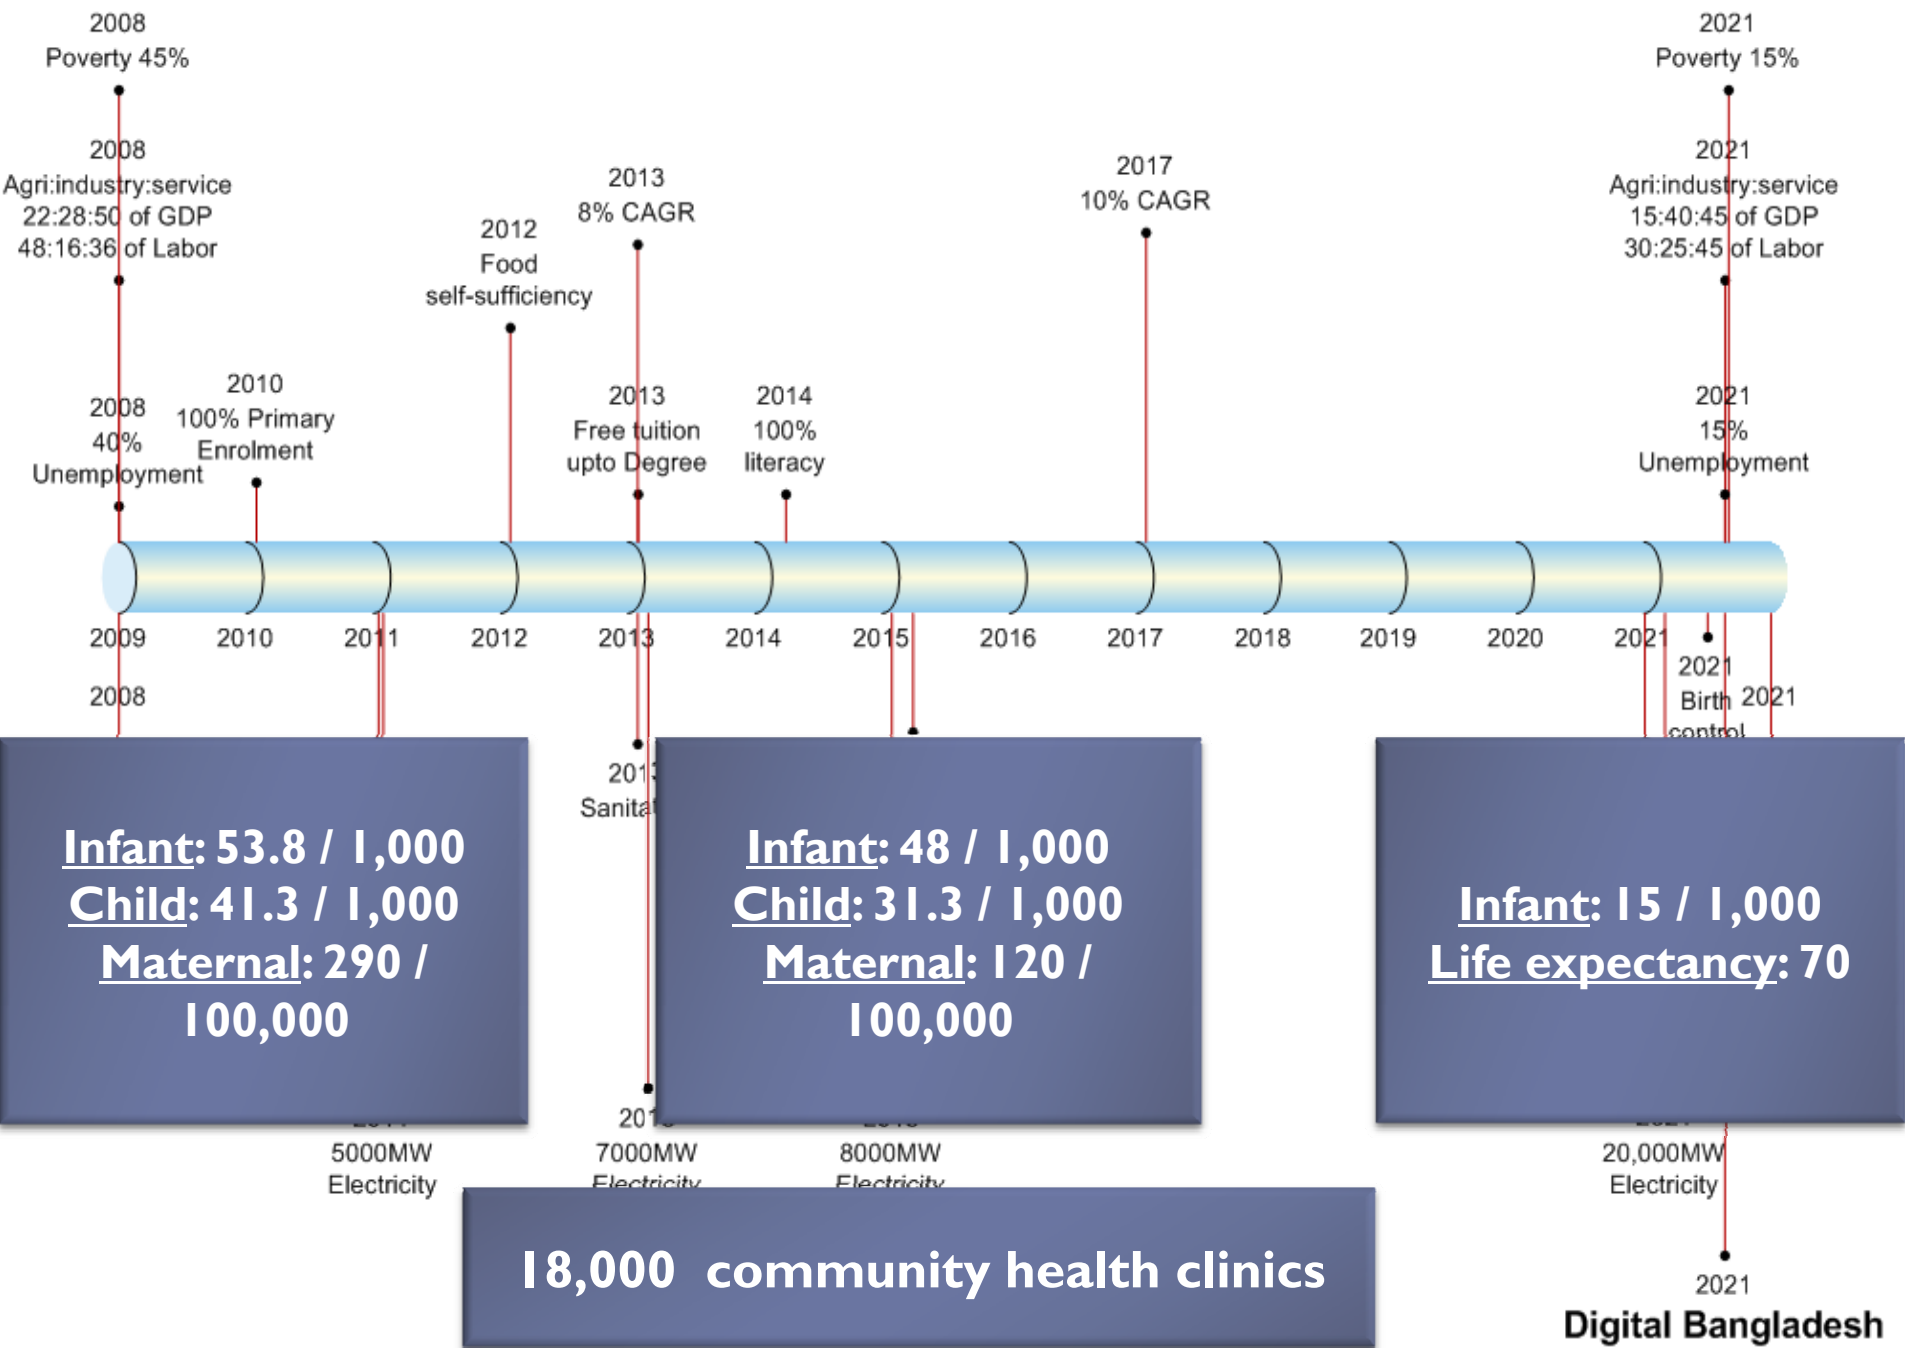 2008
Poverty 45%
2021
Poverty 15%
2008
Agri:industry:service
22:28:50 of GDP
48:16:36 of Labor
2012
Food
self-sufficiency
2013
8% CAGR
2017
10% CAGR
2021
Agri:industry:service
15:40:45 of GDP
30:25:45 of Labor
2008
40%
Unemployment
2010
100% Primary
Enrolment
2013
Free tuition
upto Degree
2014
100%
literacy
2021
15%
Unemployment
2009 2010 2011 2012 2013 2014 2015 2016 2017 2018 2019 2020 2021
2008
2021
Birth
control
2021
2013
Infant: 53.8 / 1,000
Child: 41.3 / 1,000
Maternal: 290 /
100,000
Infant: 48 / 1,000
Child: 31.3 / 1,000
Maternal: 120 /
100,000
Infant: 15 / 1,000
Life expectancy: 70
5000MW
Electricity
7000MW
Electricity
8000MW
Electricity
20,000MW
Electricity
18,000 community health clinics
2021
Digital Bangladesh